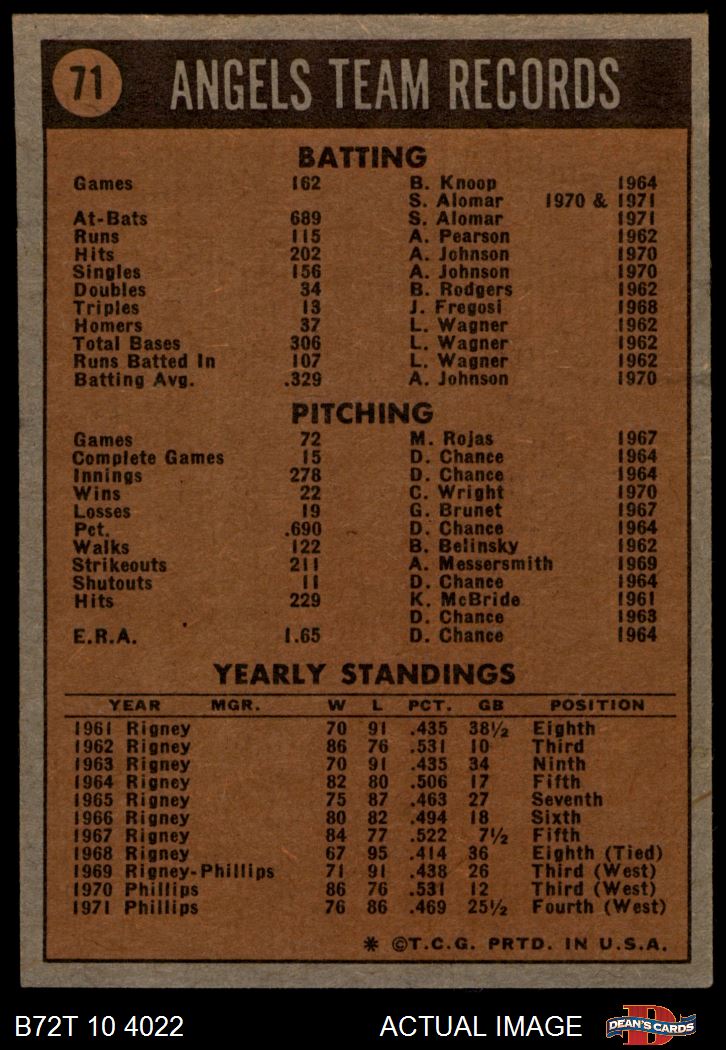 71 ANGELS TEAM RECORDS
BATTING
Games 162 B. Knoop 1964
S. Alomar 1970 & 1971
At-Bats 689 S. Alomar 1971
Runs 115 A. Pearson 1962
Hits 202 A. Johnson 1970
Singles 156 A. Johnson 1970
Doubles 34 B. Rodgers 1962
Triples 13 J. Fregosi 1968
Homers 37 L. Wagner 1962
Total Bases 306 L. Wagner 1962
Runs Batted In 107 L. Wagner 1962
Batting Avg. .329 A. Johnson 1970
PITCHING
Games 72 M. Rojas 1967
Complete Games 15 D. Chance 1964
Innings 278 D. Chance 1964
Wins 22 C. Wright 1970
Losses 19 G. Brunet 1967
Pct. .690 D. Chance 1964
Walks 122 B. Belinsky 1962
Strikeouts 211 A. Messersmith 1969
Shutouts 11 D. Chance 1964
Hits 229 K. McBride 1961
D. Chance 1963
E.R.A. 1.65 D. Chance 1964
YEARLY STANDINGS
YEAR MGR. W L PCT. GB POSITION
1961 Rigney 70 91 .435 38½ Eighth
1962 Rigney 86 76 .531 10 Third
1963 Rigney 70 91 .435 34 Ninth
1964 Rigney 82 80 .506 17 Fifth
1965 Rigney 75 87 .463 27 Seventh
1966 Rigney 80 82 .494 18 Sixth
1967 Rigney 84 77 .522 7½ Fifth
1968 Rigney 67 95 .414 36 Eighth (Tied)
1969 Rigney-Phillips 71 91 .438 26 Third (West)
1970 Phillips 86 76 .531 12 Third (West)
1971 Phillips 76 86 .469 25½ Fourth (West)
* ©T.C.G. PRTD. IN U.S.A.
B72T 10 4022 ACTUAL IMAGE DEAN'S CARDS